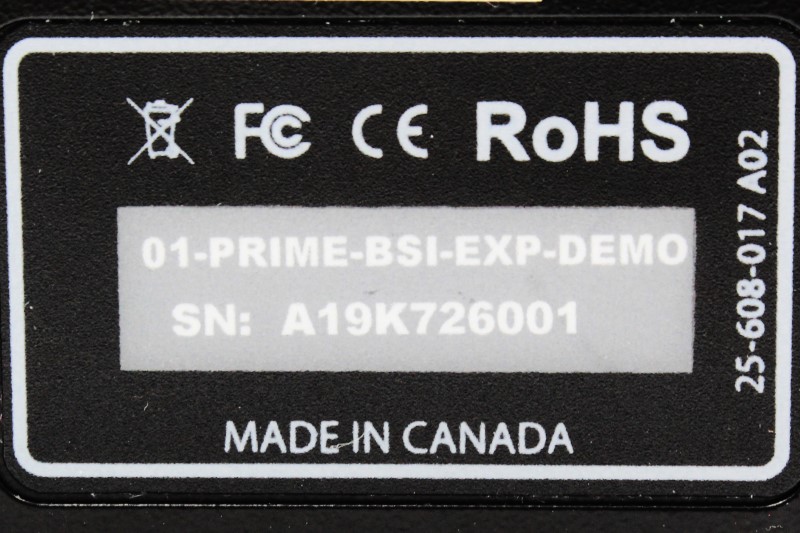 FC CE RoHS
01-PRIME-BSI-EXP-DEMO
SN: A19K726001
MADE IN CANADA
25-608-017 A02